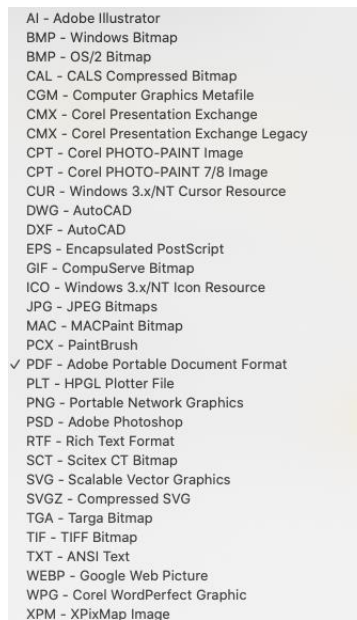 AI - Adobe Illustrator
BMP - Windows Bitmap
BMP - OS/2 Bitmap
CAL - CALS Compressed Bitmap
CGM - Computer Graphics Metafile
CMX - Corel Presentation Exchange
CMX - Corel Presentation Exchange Legacy
CPT - Corel PHOTO-PAINT Image
CPT - Corel PHOTO-PAINT 7/8 Image
CUR - Windows 3.x/NT Cursor Resource
DWG - AutoCAD
DXF - AutoCAD
EPS - Encapsulated PostScript
GIF - CompuServe Bitmap
ICO - Windows 3.x/NT Icon Resource
JPG - JPEG Bitmaps
MAC - MACPaint Bitmap
PCX - PaintBrush
✓ PDF - Adobe Portable Document Format
PLT - HPGL Plotter File
PNG - Portable Network Graphics
PSD - Adobe Photoshop
RTF - Rich Text Format
SCT - Scitex CT Bitmap
SVG - Scalable Vector Graphics
SVGZ - Compressed SVG
TGA - Targa Bitmap
TIF - TIFF Bitmap
TXT - ANSI Text
WEBP - Google Web Picture
WPG - Corel WordPerfect Graphic
XPM - XPixMap Image